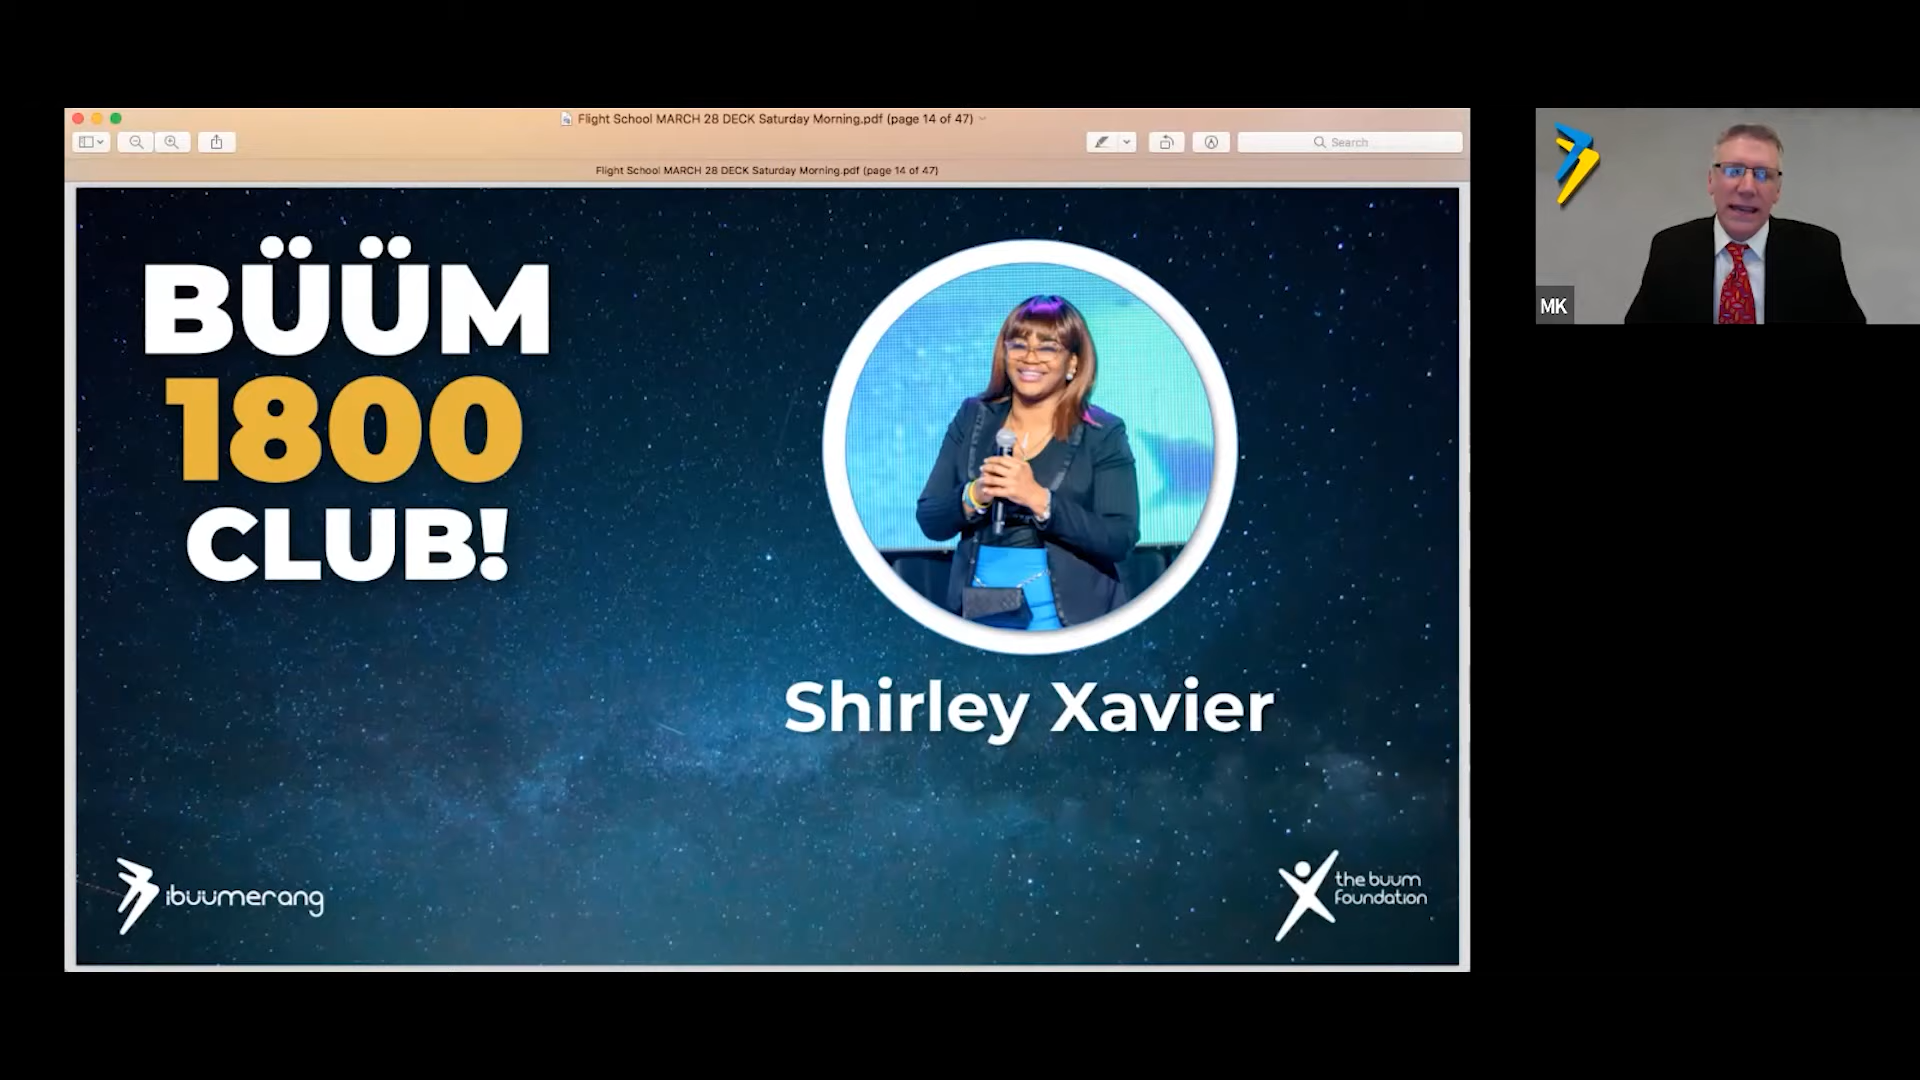 Flight School MARCH 28 DECK Saturday Morning.pdf (page 14 of 47)
Search
Flight School MARCH 28 DECK Saturday Morning.pdf (page 14 of 47)
BÜÜM
1800
CLUB!
Shirley Xavier
ibuumerang
the buum
foundation
MK